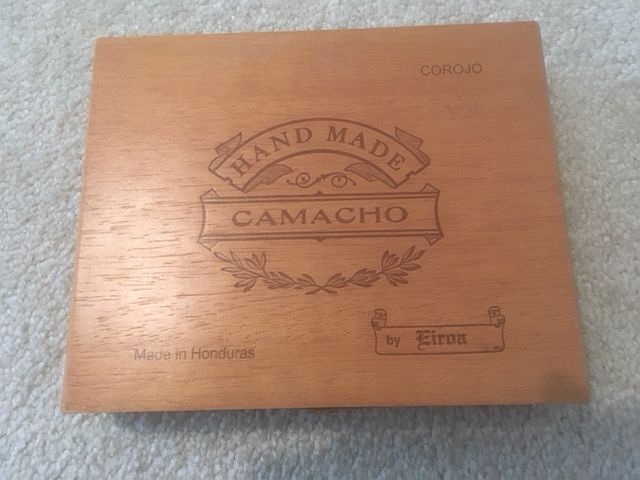 COROJO
HAND MADE
CAMACHO
by Eiroa
Made in Honduras